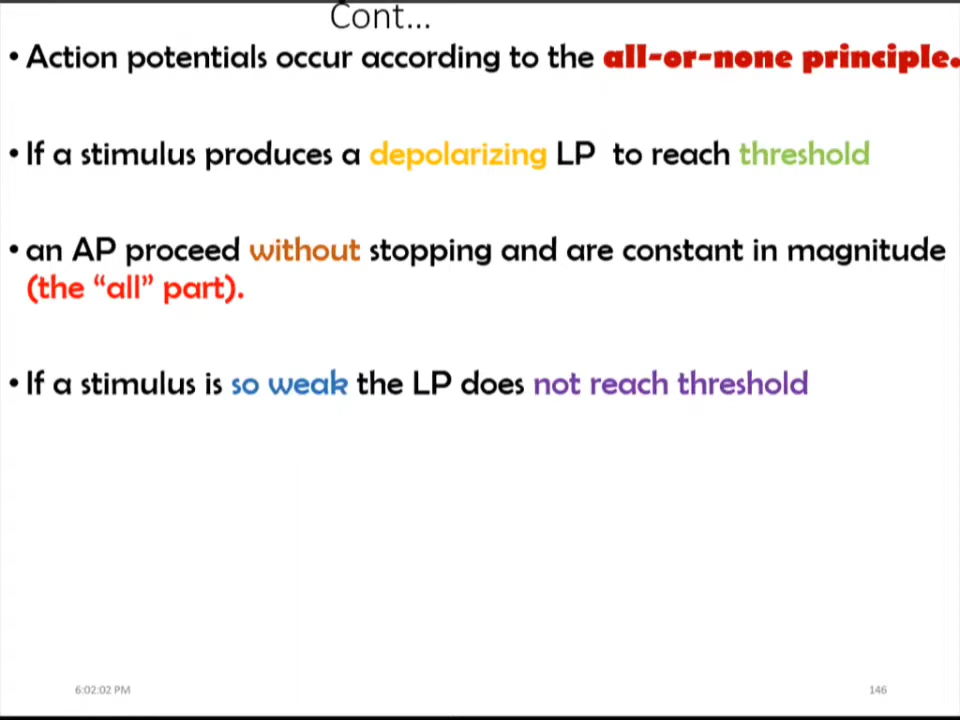 Cont...
• Action potentials occur according to the all-or-none principle.
• If a stimulus produces a depolarizing LP to reach threshold
• an AP proceed without stopping and are constant in magnitude
(the “all” part).
• If a stimulus is so weak the LP does not reach threshold
6:02:02 PM
146